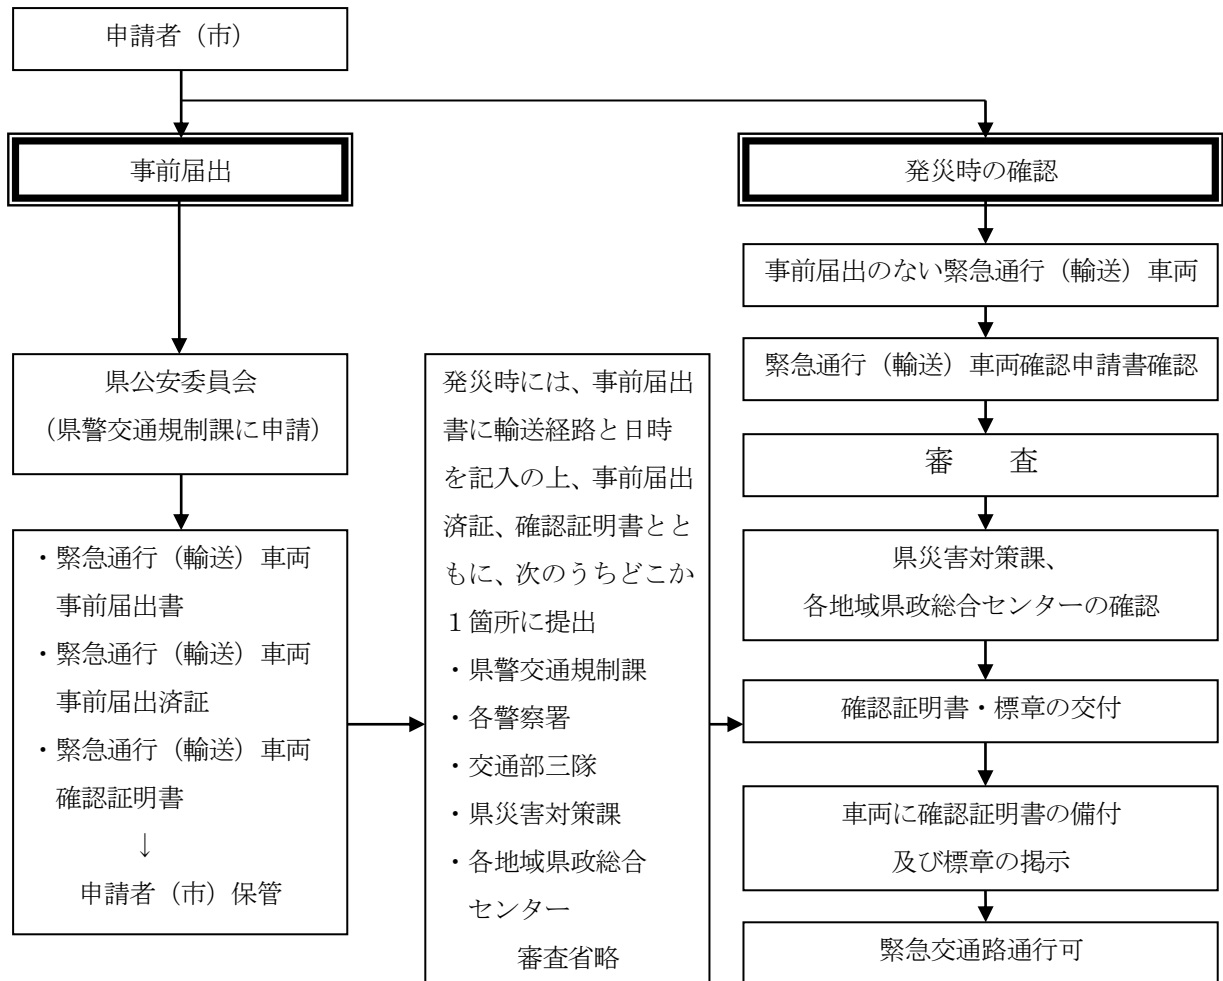 申請者（市）
事前届出
県公安委員会
（県警交通規制課に申請）
・緊急通行（輸送）車両
事前届出書
・緊急通行（輸送）車両
事前届出済証
・緊急通行（輸送）車両
確認証明書
↓
申請者（市）保管
発災時には、事前届出
書に輸送経路と日時
を記入の上、事前届出
済証、確認証明書とと
もに、次のうちどこか
１箇所に提出
・県警交通規制課
・各警察署
・交通部三隊
・県災害対策課
・各地域県政総合
センター
審査省略
発災時の確認
事前届出のない緊急通行（輸送）車両
緊急通行（輸送）車両確認申請書確認
審　　査
県災害対策課、
各地域県政総合センターの確認
確認証明書・標章の交付
車両に確認証明書の備付
及び標章の掲示
緊急交通路通行可